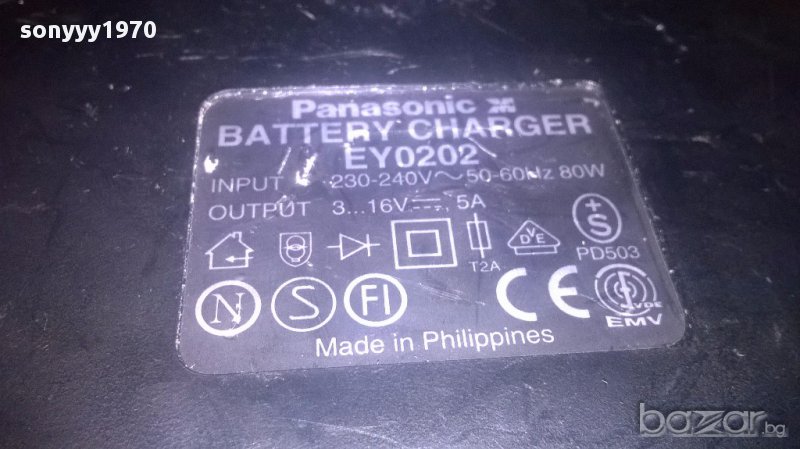 sonyyy1970
Panasonic
BATTERY CHARGER
EY0202
INPUT 230-240V～50-60Hz 80W
OUTPUT 3...16V⎓5A
T2A
VDE
+S
PD503
N S FI CE
VDE
EMV
Made in Philippines
bazar.bg